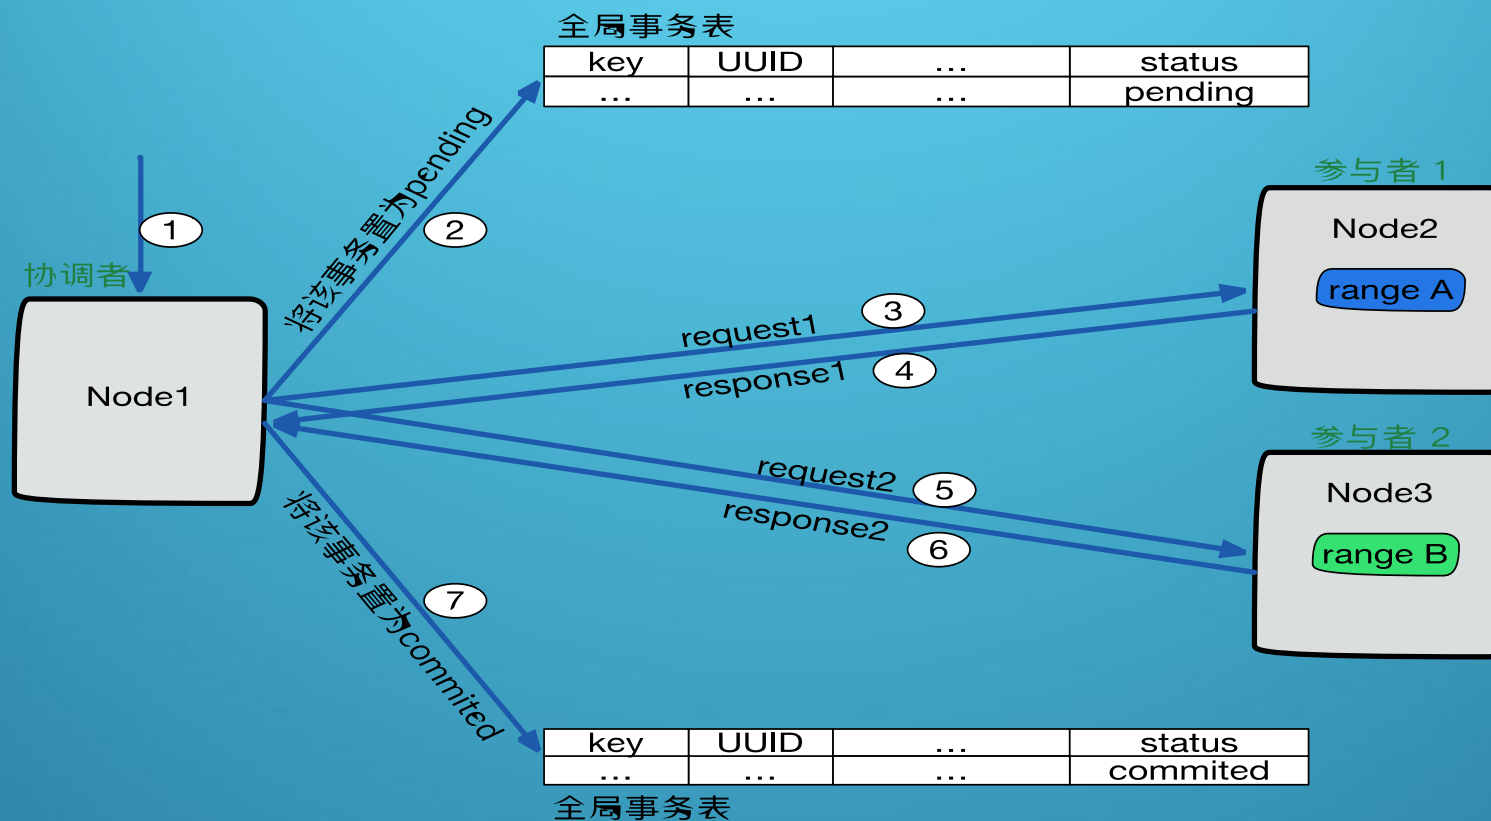 全局事务表
key UUID ... status
... ... ... pending
将该事务置为pending
参与者 1
1
2
Node2
协调者
range A
3
request1
4
response1
Node1
参与者 2
request2
5
Node3
response2
6
range B
将该事务置为commited
7
key UUID ... status
... ... ... commited
全局事务表